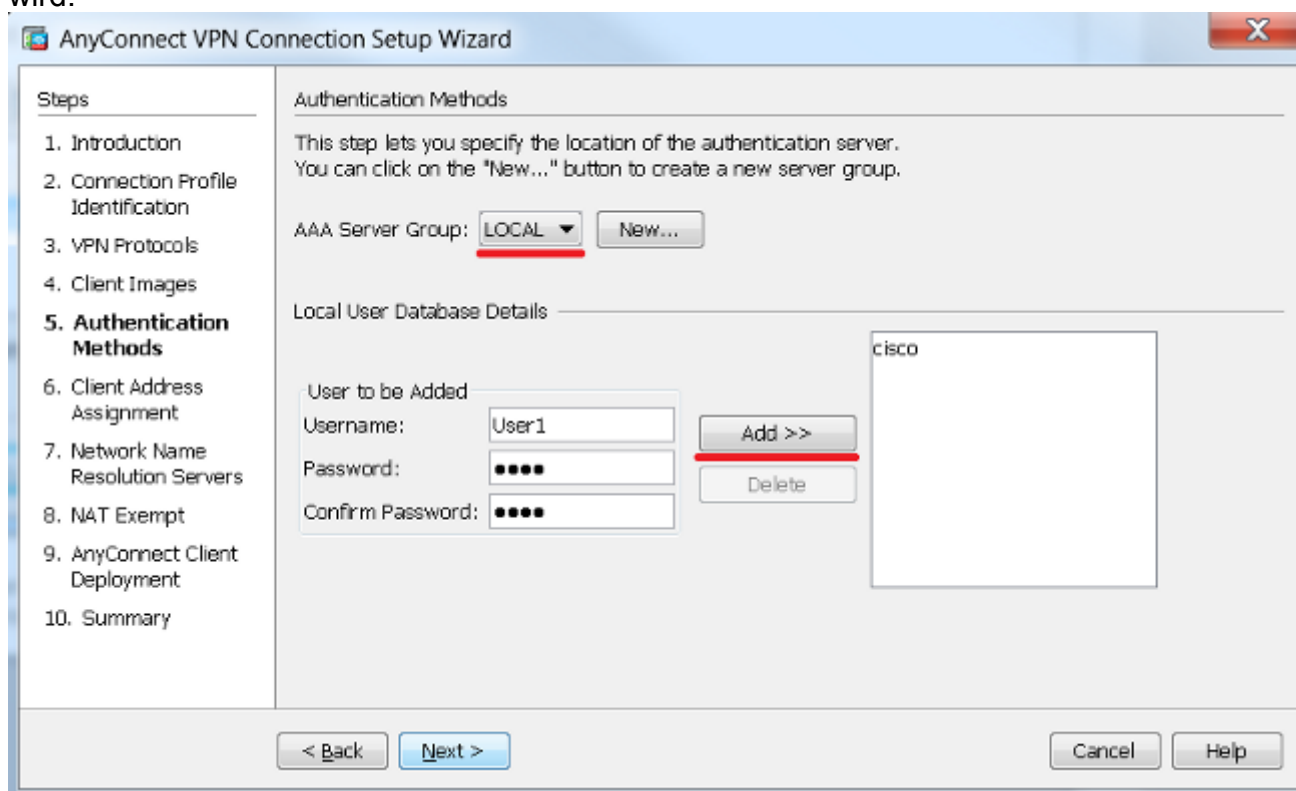 wird.
AnyConnect VPN Connection Setup Wizard
X
Steps
1. Introduction
2. Connection Profile
Identification
3. VPN Protocols
4. Client Images
5. Authentication
Methods
6. Client Address
Assignment
7. Network Name
Resolution Servers
8. NAT Exempt
9. AnyConnect Client
Deployment
10. Summary
Authentication Methods
This step lets you specify the location of the authentication server.
You can click on the "New..." button to create a new server group.
AAA Server Group: LOCAL New...
Local User Database Details
User to be Added
Username: User1
Password: ●●●●
Confirm Password: ●●●●
Add >>
Delete
cisco
< Back Next > Cancel Help